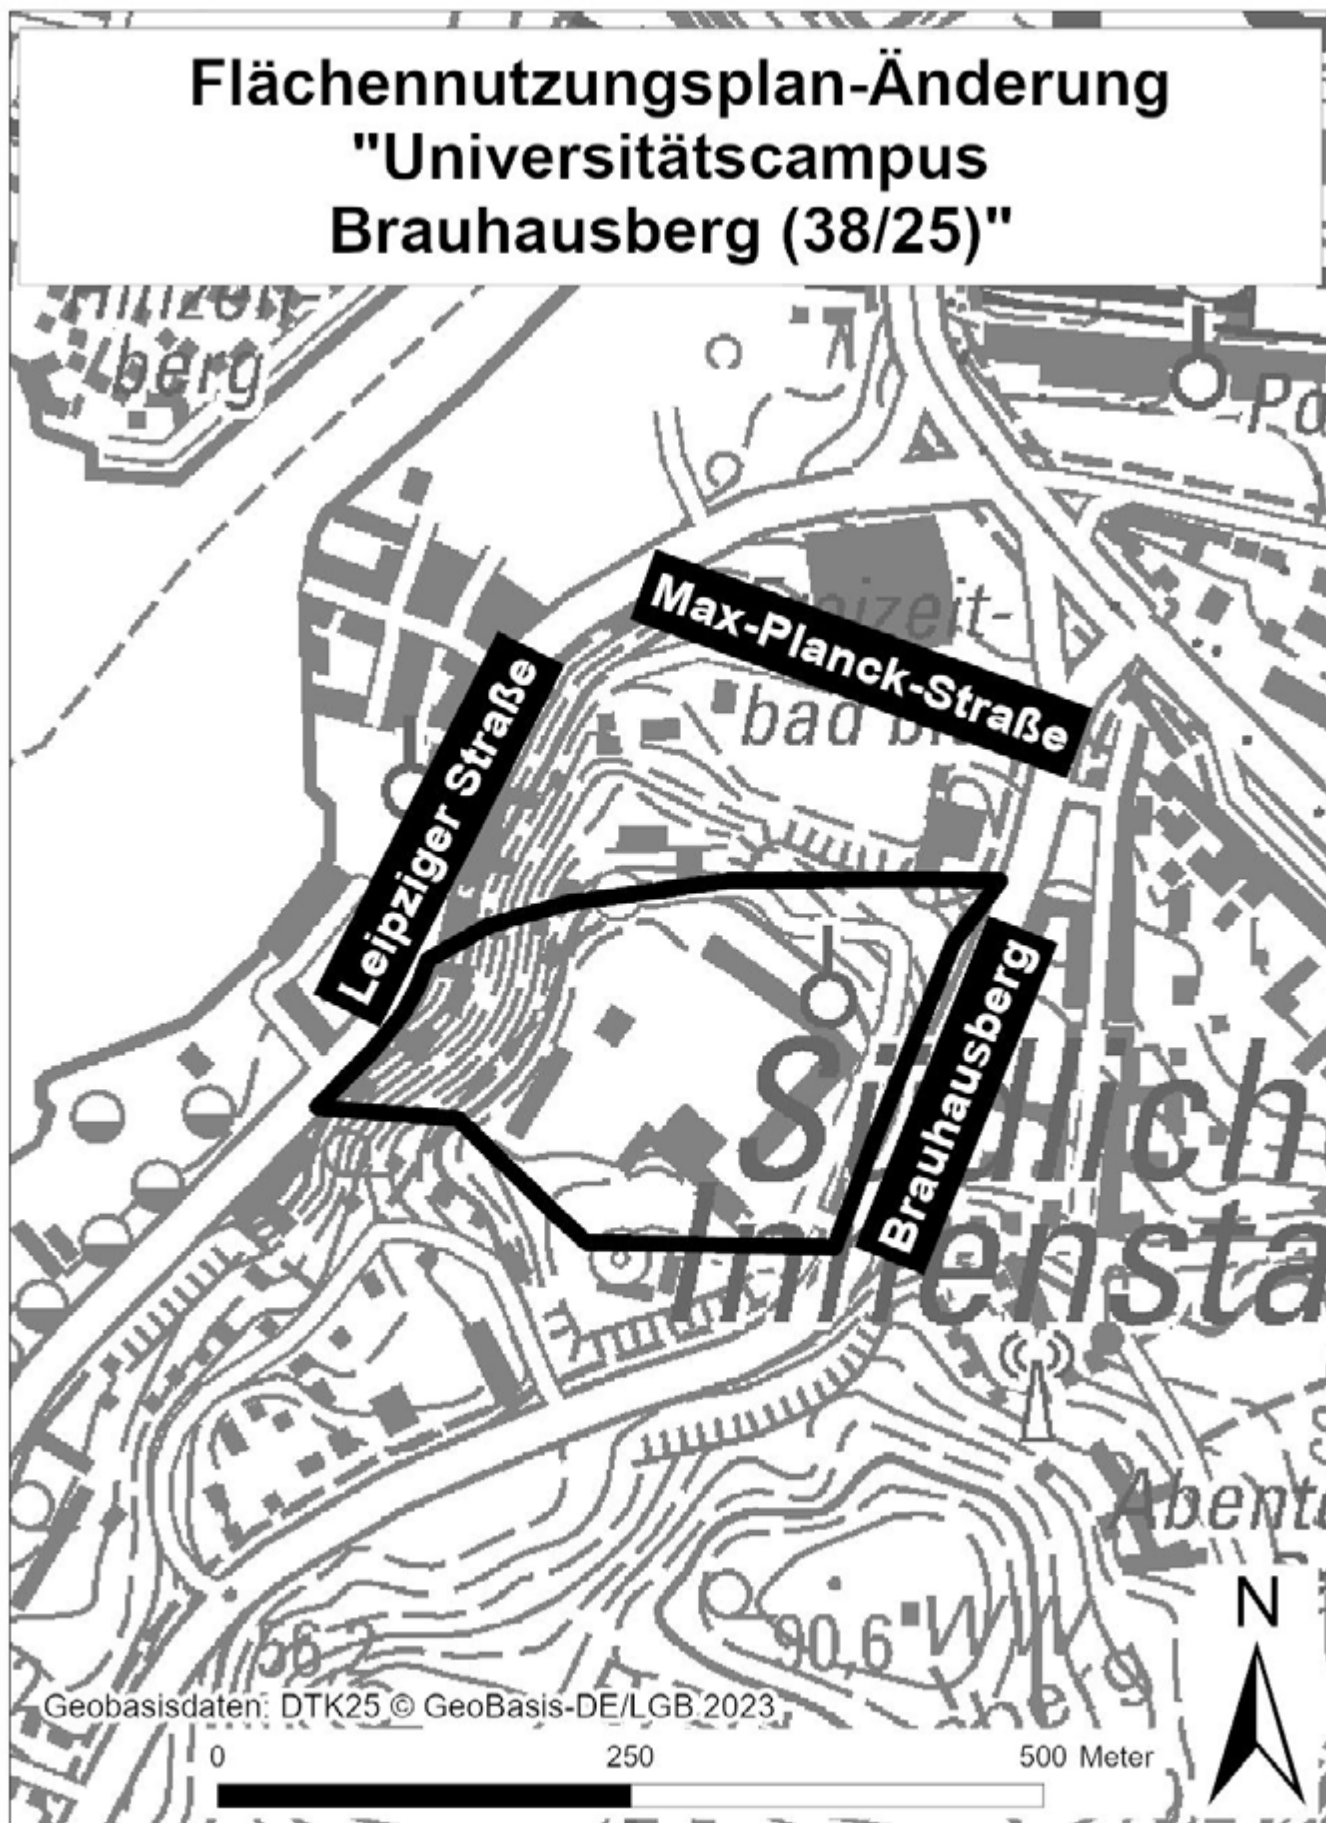 Flächennutzungsplan-Änderung
"Universitätscampus
Brauhausberg (38/25)"
berg
Max-Planck-Straße
bad
Leipziger Straße
Brauhausberg
90,6
N
Geobasisdaten: DTK25 © GeoBasis-DE/LGB 2023
0 250 500 Meter